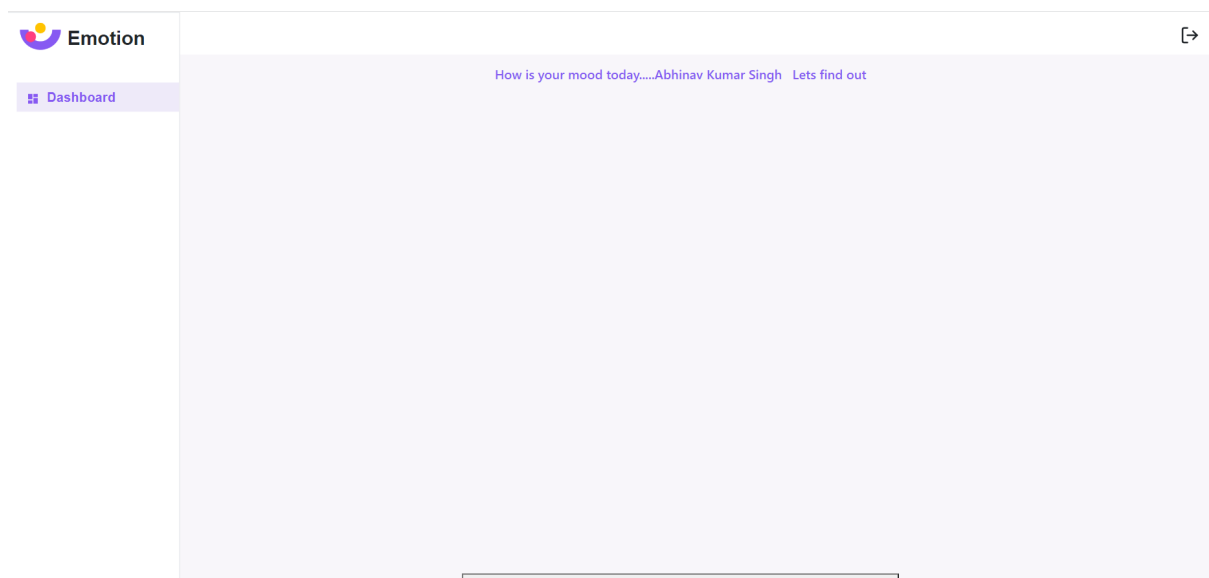 Emotion
How is your mood today.....Abhinav Kumar Singh   Lets find out
Dashboard